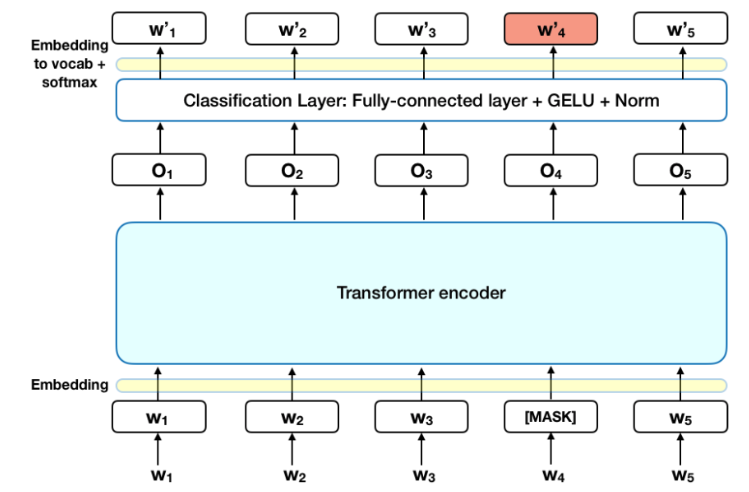 w'₁ w'₂ w'₃ w'₄ w'₅
Embedding
to vocab +
softmax
Classification Layer: Fully-connected layer + GELU + Norm
O₁ O₂ O₃ O₄ O₅
Transformer encoder
Embedding
W₁ W₂ W₃ [MASK] W₅
W₁ W₂ W₃ W₄ W₅